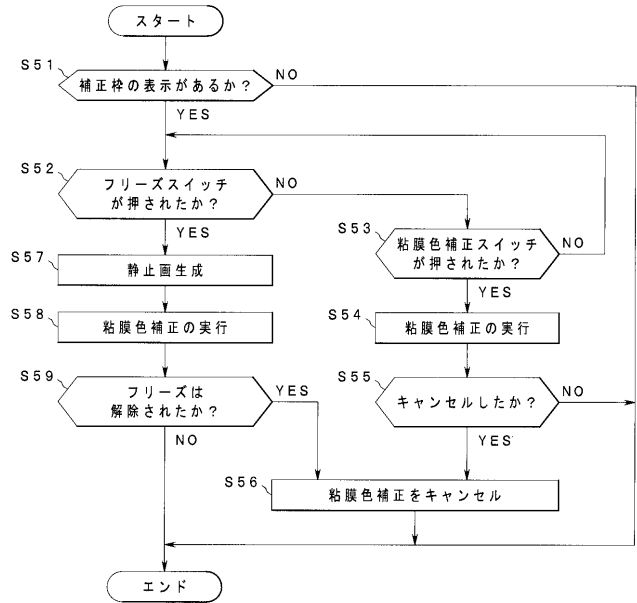 スタート
S51
補正枠の表示があるか?
NO
YES
S52
フリーズスイッチ
が押されたか?
NO
YES
S53
粘膜色補正スイッチ
が押されたか?
NO
YES
S57
静止画生成
S58
粘膜色補正の実行
S54
粘膜色補正の実行
S59
フリーズは
解除されたか?
YES
NO
S55
キャンセルしたか?
NO
YES
S56
粘膜色補正をキャンセル
エンド